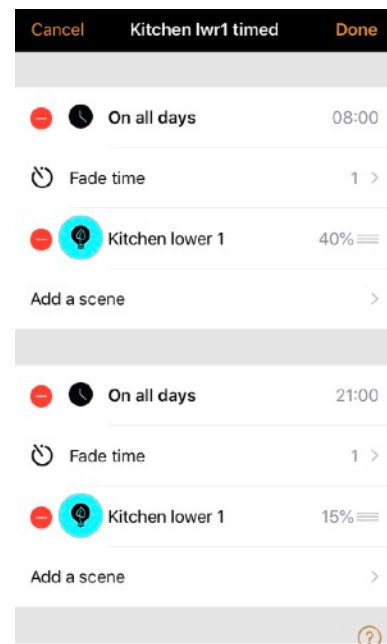 Cancel Kitchen lwr1 timed Done
On all days 08:00
Fade time 1
Kitchen lower 1 40%
Add a scene
On all days 21:00
Fade time 1
Kitchen lower 1 15%
Add a scene
?